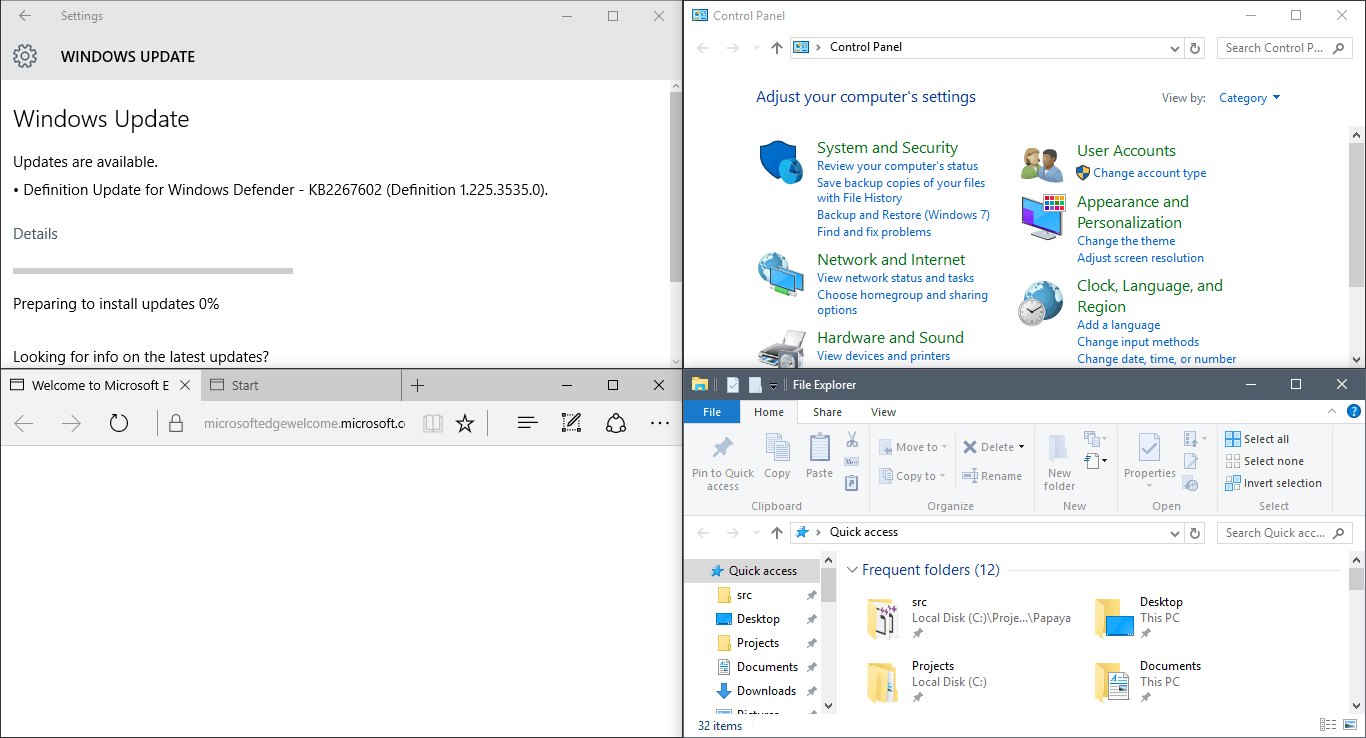 Settings
WINDOWS UPDATE
Windows Update
Updates are available.
• Definition Update for Windows Defender - KB2267602 (Definition 1.225.3535.0).
Details
Preparing to install updates 0%
Looking for info on the latest updates?
Control Panel
Control Panel
Search Control P...
Adjust your computer's settings
View by: Category
System and Security
Review your computer's status
Save backup copies of your files
with File History
Backup and Restore (Windows 7)
Find and fix problems
Network and Internet
View network status and tasks
Choose homegroup and sharing
options
Hardware and Sound
View devices and printers
User Accounts
Change account type
Appearance and
Personalization
Change the theme
Adjust screen resolution
Clock, Language, and
Region
Add a language
Change input methods
Change date, time, or number
Welcome to Microsoft E
Start
microsoftedgewelcome.microsoft.co
File Explorer
File Home Share View
Pin to Quick
access
Copy
Paste
Clipboard
Move to
Copy to
Delete
Rename
Organize
New
folder
New
Properties
Open
Select all
Select none
Invert selection
Select
Quick access
Search Quick acc...
Quick access
src
Desktop
Projects
Documents
Downloads
Pictures
Frequent folders (12)
src
Local Disk (C:)\Proje...\Papaya
Desktop
This PC
Projects
Local Disk (C:)
Documents
This PC
32 items